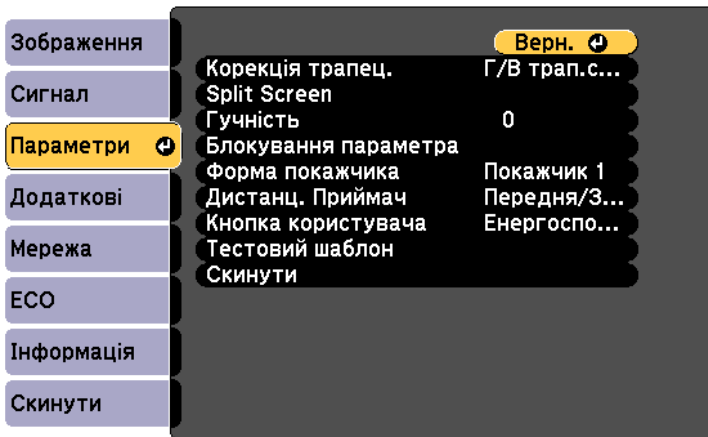 Зображення
Сигнал
Параметри
Додаткові
Мережа
ECO
Інформація
Скинути
Верн.
Корекція трапец. Г/В трап.с...
Split Screen
Гучність 0
Блокування параметра
Форма покажчика Покажчик 1
Дистанц. Приймач Передня/З...
Кнопка користувача Енергоспо...
Тестовий шаблон
Скинути